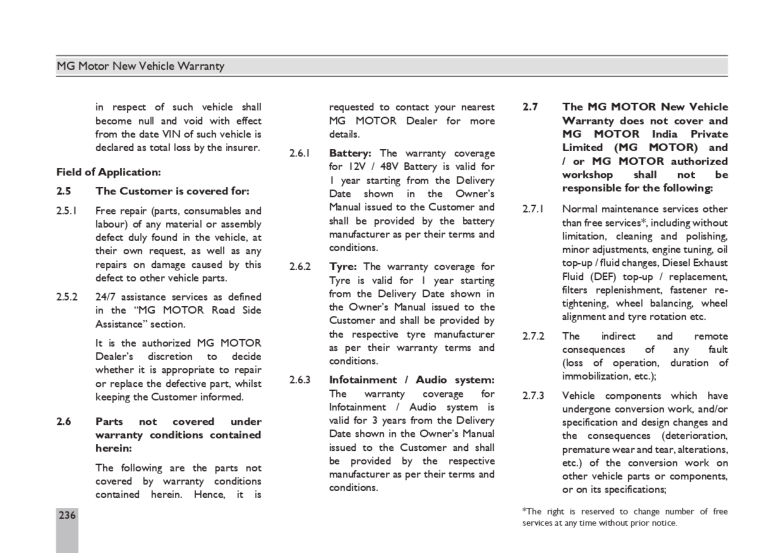 MG Motor New Vehicle Warranty
in respect of such vehicle shall
become null and void with effect
from the date VIN of such vehicle is
declared as total loss by the insurer.
Field of Application:
2.5 The Customer is covered for:
2.5.1 Free repair (parts, consumables and
labour) of any material or assembly
defect duly found in the vehicle, at
their own request, as well as any
repairs on damage caused by this
defect to other vehicle parts.
2.5.2 24/7 assistance services as defined
in the “MG MOTOR Road Side
Assistance” section.
It is the authorized MG MOTOR
Dealer’s discretion to decide
whether it is appropriate to repair
or replace the defective part, whilst
keeping the Customer informed.
2.6 Parts not covered under
warranty conditions contained
herein:
The following are the parts not
covered by warranty conditions
contained herein. Hence, it is
requested to contact your nearest
MG MOTOR Dealer for more
details.
2.6.1 Battery: The warranty coverage
for 12V / 48V Battery is valid for
1 year starting from the Delivery
Date shown in the Owner’s
Manual issued to the Customer and
shall be provided by the battery
manufacturer as per their terms and
conditions.
2.6.2 Tyre: The warranty coverage for
Tyre is valid for 1 year starting
from the Delivery Date shown in
the Owner’s Manual issued to the
Customer and shall be provided by
the respective tyre manufacturer
as per their warranty terms and
conditions.
2.6.3 Infotainment / Audio system:
The warranty coverage for
Infotainment / Audio system is
valid for 3 years from the Delivery
Date shown in the Owner’s Manual
issued to the Customer and shall
be provided by the respective
manufacturer as per their terms and
conditions.
2.7 The MG MOTOR New Vehicle
Warranty does not cover and
MG MOTOR India Private
Limited (MG MOTOR) and
/ or MG MOTOR authorized
workshop shall not be
responsible for the following:
2.7.1 Normal maintenance services other
than free services*, including without
limitation, cleaning and polishing,
minor adjustments, engine tuning, oil
top-up / fluid changes, Diesel Exhaust
Fluid (DEF) top-up / replacement,
filters replenishment, fastener re-
tightening, wheel balancing, wheel
alignment and tyre rotation etc.
2.7.2 The indirect and remote
consequences of any fault
(loss of operation, duration of
immobilization, etc.);
2.7.3 Vehicle components which have
undergone conversion work, and/or
specification and design changes and
the consequences (deterioration,
premature wear and tear, alterations,
etc.) of the conversion work on
other vehicle parts or components,
or on its specifications;
*The right is reserved to change number of free
services at any time without prior notice.
236